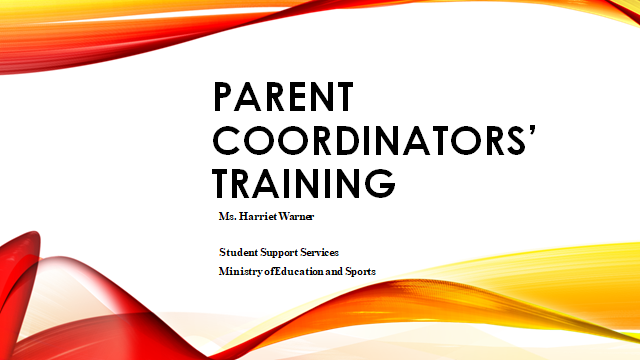 PARENT
COORDINATORS’
TRAINING
Ms. Harriet Warner
Student Support Services
Ministry of Education and Sports